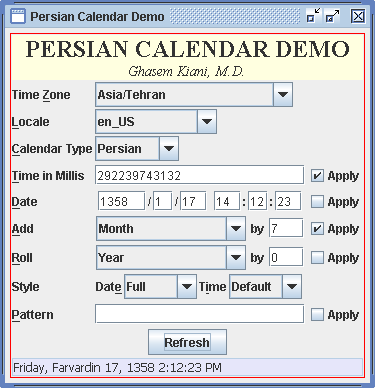 Persian Calendar Demo
PERSIAN CALENDAR DEMO
Ghasem Kiani, M.D.
Time Zone Asia/Tehran
Locale en_US
Calendar Type Persian
Time in Millis 292239743132 Apply
Date 1358 / 1 / 17 14 : 12 : 23 Apply
Add Month by 7 Apply
Roll Year by 0 Apply
Style Date Full Time Default
Pattern Apply
Refresh
Friday, Farvardin 17, 1358 2:12:23 PM